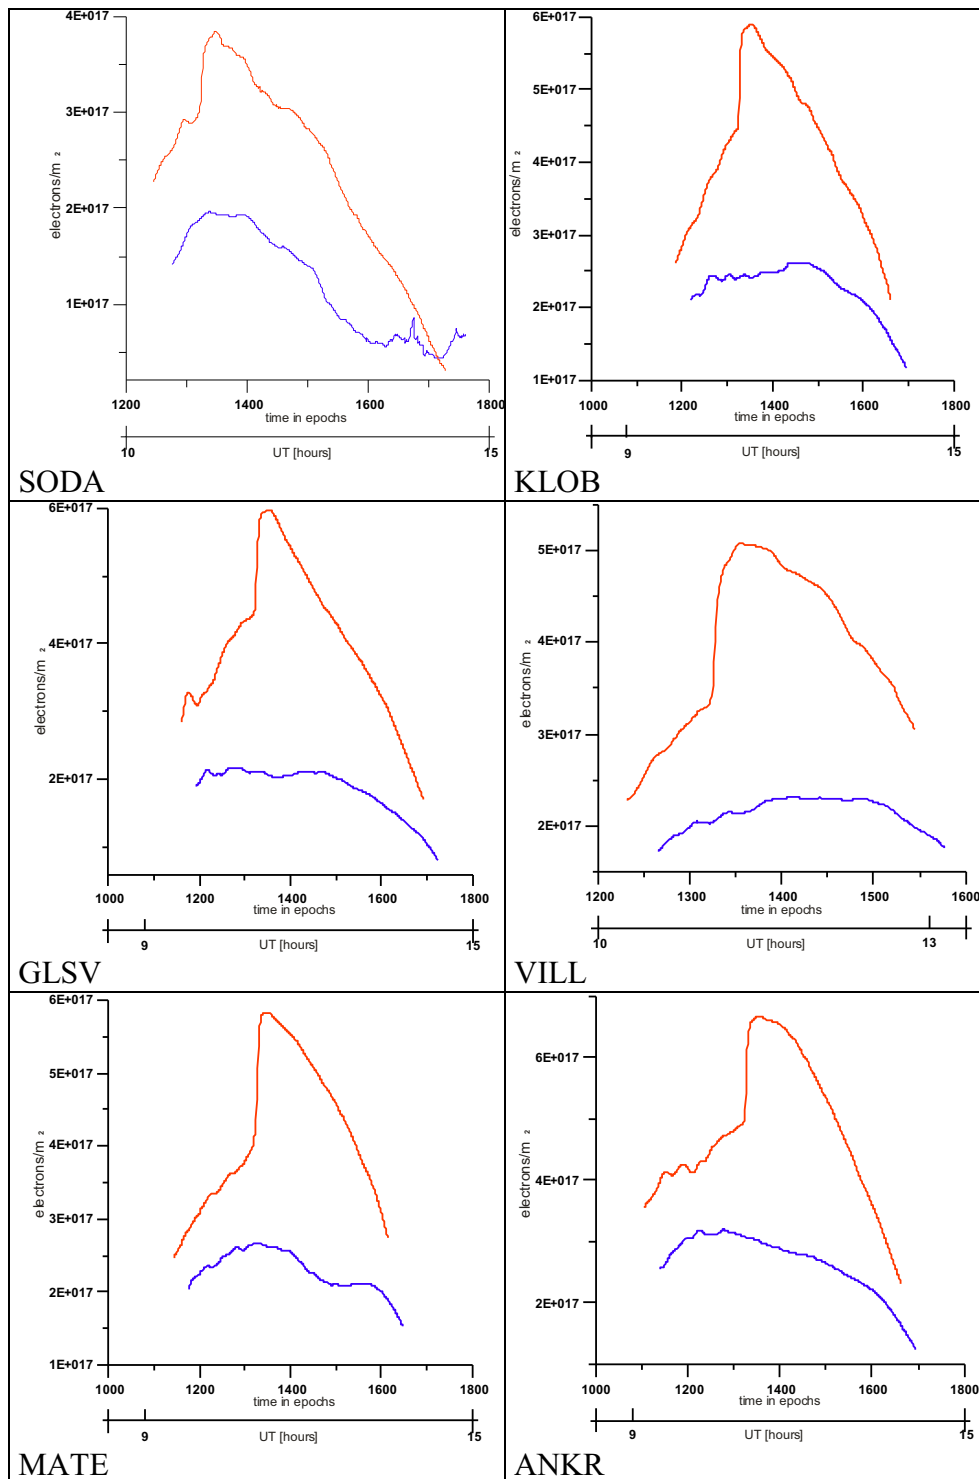 4E+017
3E+017
2E+017
1E+017
electrons/m 2
1200 1400 1600 1800
time in epochs
10 15
UT [hours]
SODA
6E+017
5E+017
4E+017
3E+017
2E+017
1E+017
electrons/m 2
1000 1200 1400 1600 1800
time in epochs
9 15
UT [hours]
KLOB
6E+017
4E+017
2E+017
electrons/m 2
1000 1200 1400 1600 1800
time in epochs
9 15
UT [hours]
GLSV
5E+017
4E+017
3E+017
2E+017
electrons/m 2
1200 1300 1400 1500 1600
time in epochs
10 13
UT [hours]
VILL
6E+017
5E+017
4E+017
3E+017
2E+017
1E+017
electrons/m 2
1000 1200 1400 1600 1800
time in epochs
9 15
UT [hours]
MATE
6E+017
4E+017
2E+017
electrons/m 2
1000 1200 1400 1600 1800
time in epochs
9 15
UT [hours]
ANKR